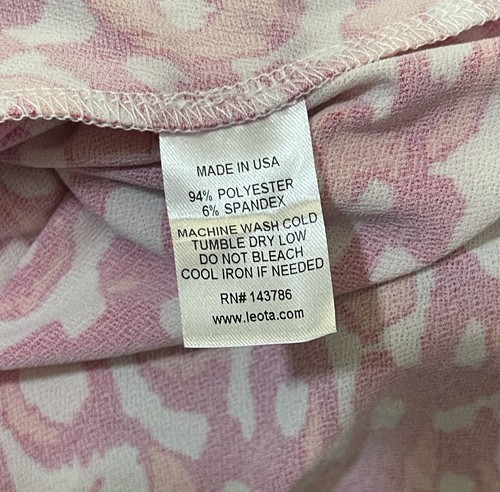 MADE IN USA
94% POLYESTER
6% SPANDEX
MACHINE WASH COLD
TUMBLE DRY LOW
DO NOT BLEACH
COOL IRON IF NEEDED
RN# 143786
www.leota.com